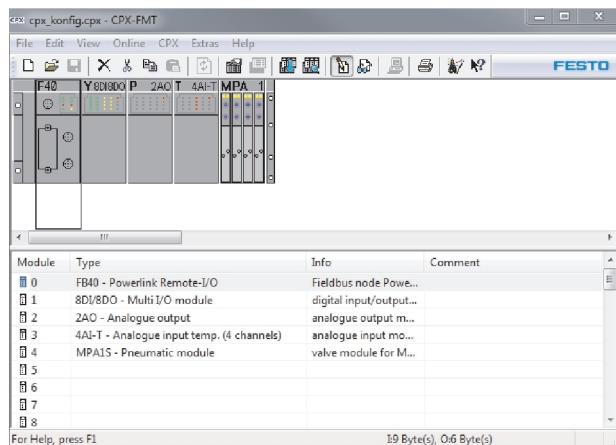 CPX cpx_konfig.cpx - CPX-FMT
File Edit View Online CPX Extras Help
FESTO
F40 Y 8DI8DO P 2AO T 4AI-T MPA 1
Module Type Info Comment
0 FB40 - Powerlink Remote-I/O Fieldbus node Powe...
1 8DI/8DO - Multi I/O module digital input/output...
2 2AO - Analogue output analogue output m...
3 4AI-T - Analogue input temp. (4 channels) analogue input mo...
4 MPA1S - Pneumatic module valve module for M...
5
6
7
8
For Help, press F1 I:9 Byte(s), O:6 Byte(s)